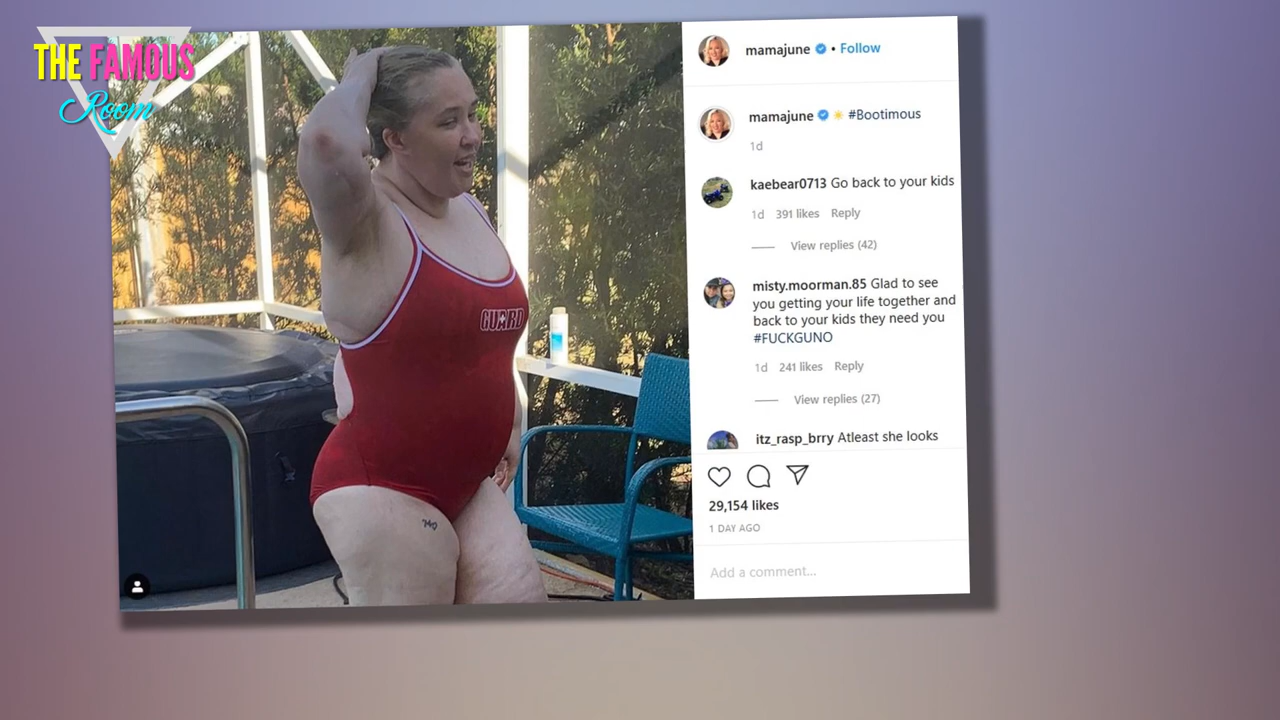 THE FAMOUS
Room
mamajune • Follow
mamajune #Bootimous
1d
kaebear0713 Go back to your kids
1d 391 likes Reply
View replies (42)
misty.moorman.85 Glad to see
you getting your life together and
back to your kids they need you
#FUCKGUNO
1d 241 likes Reply
View replies (27)
itz_rasp_brry Atleast she looks
29,154 likes
1 DAY AGO
Add a comment...
GUARD